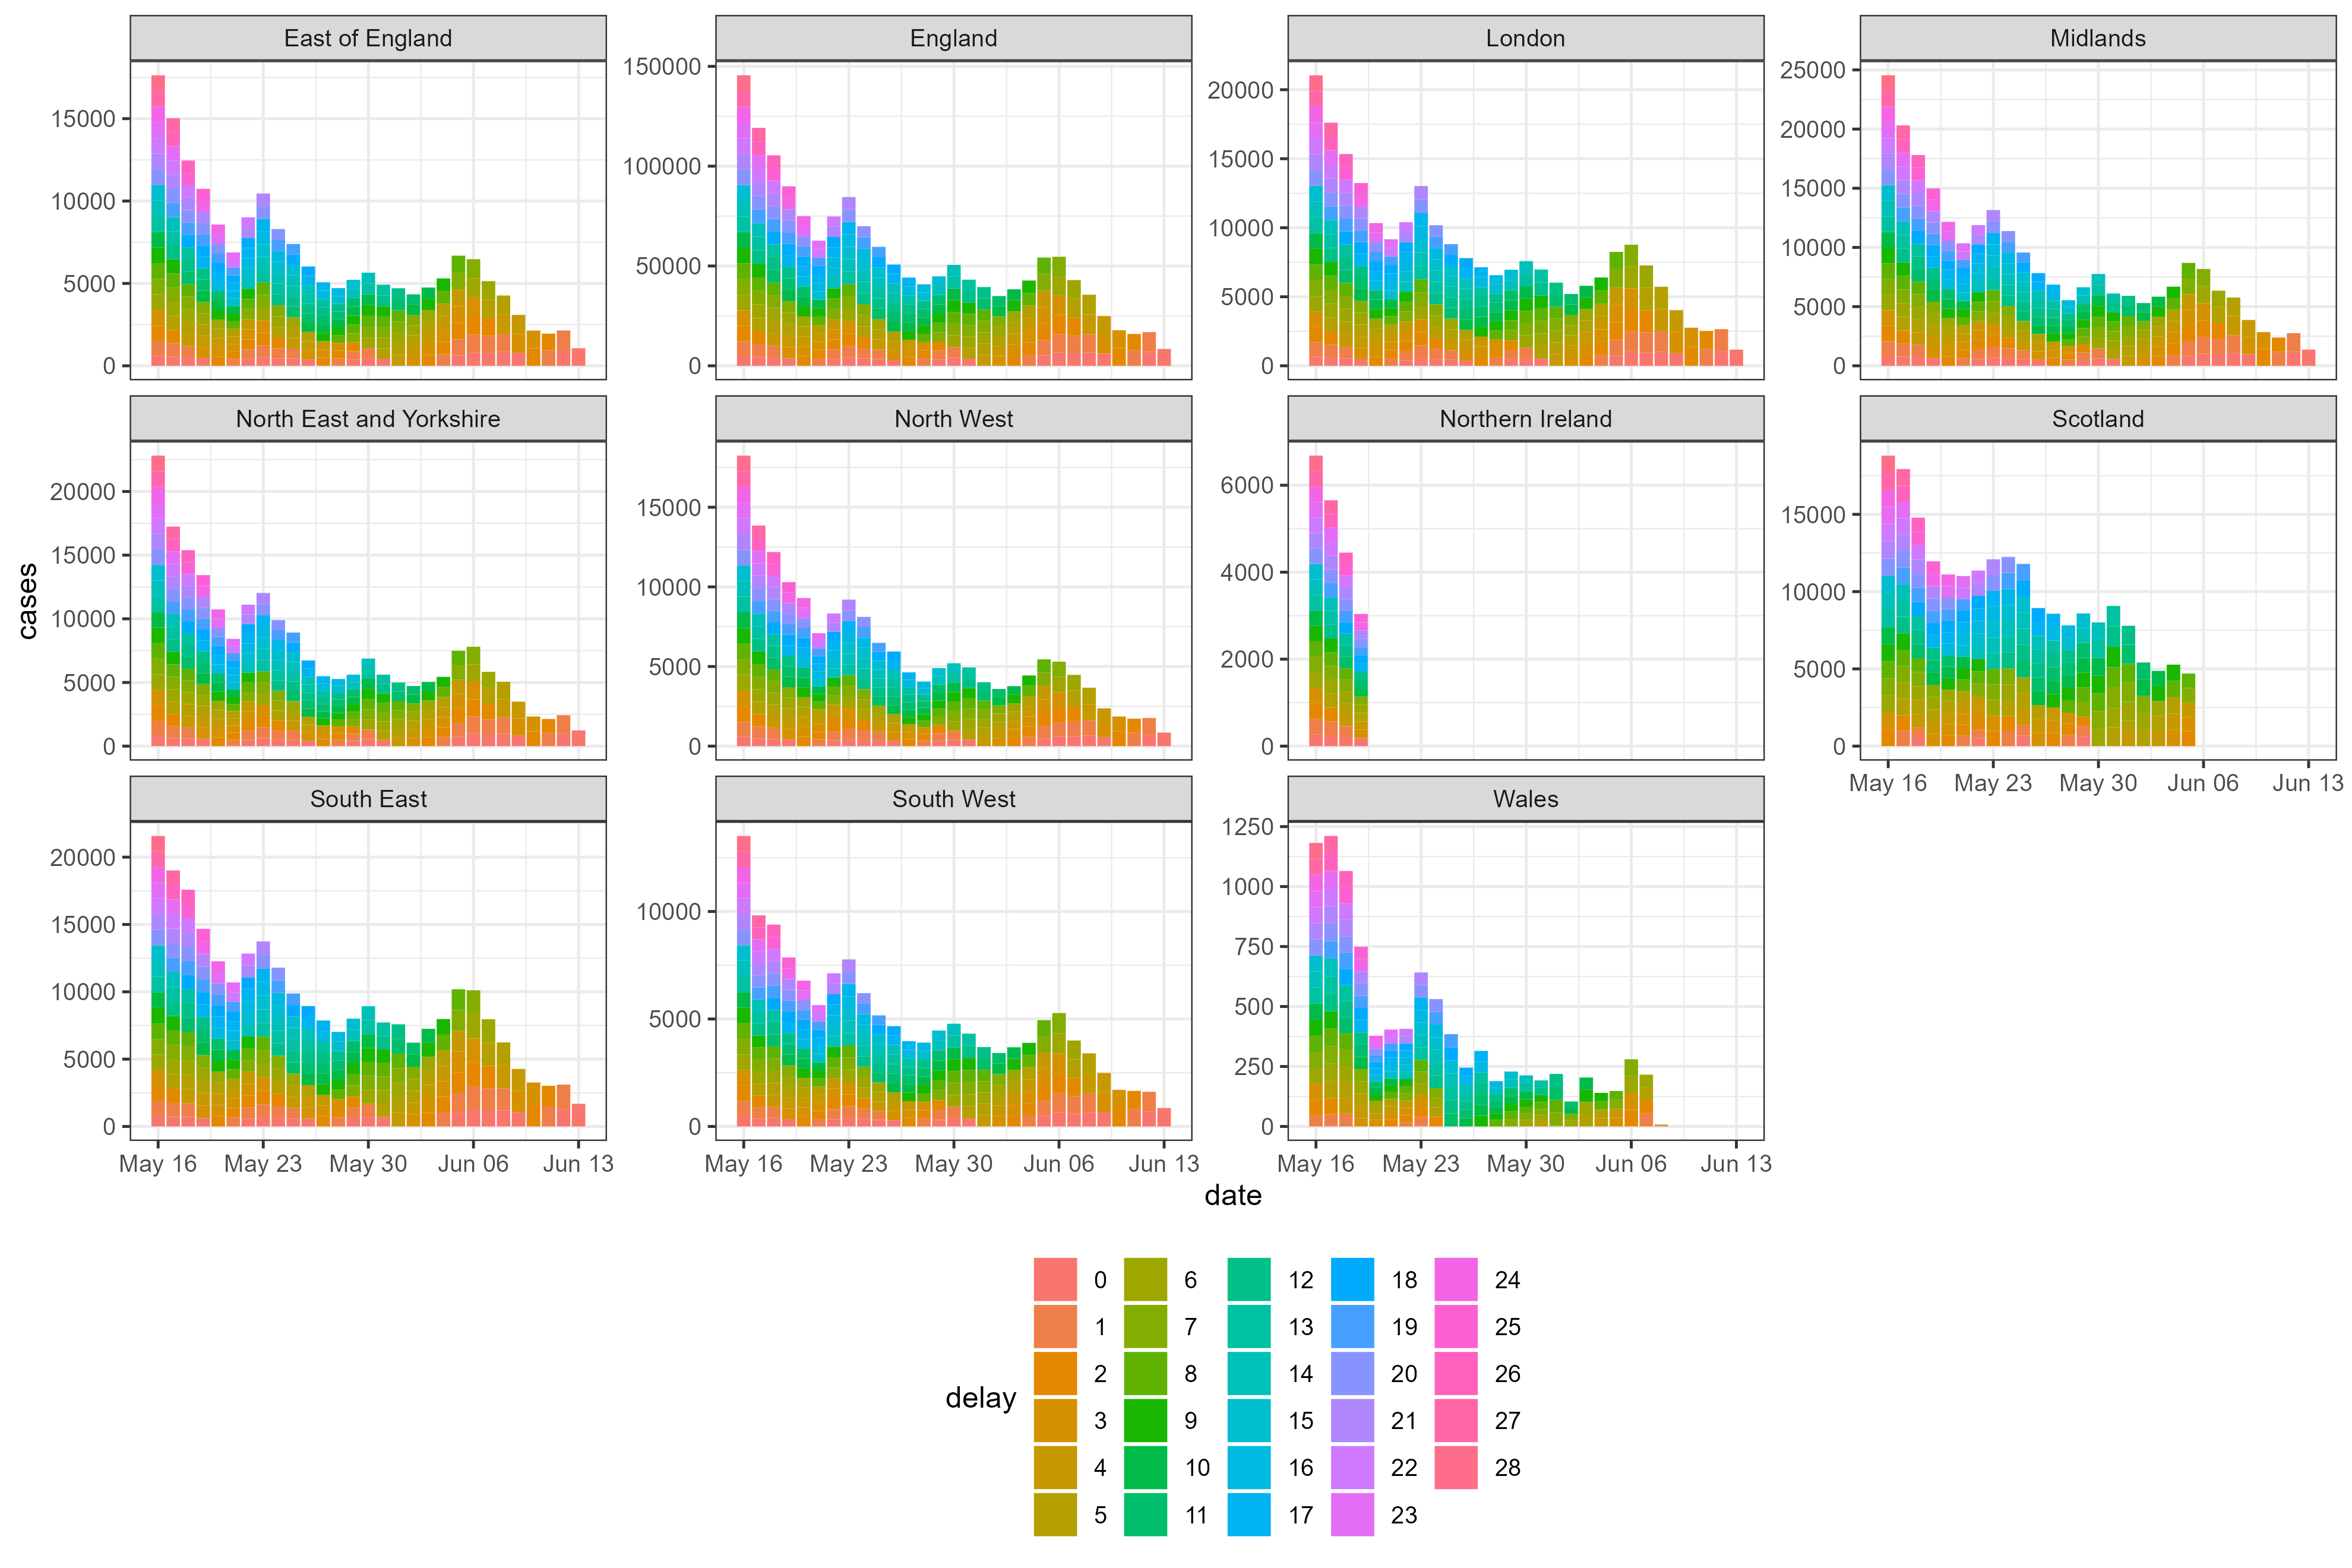 East of England
England
London
Midlands
15000
10000
5000
0
150000
100000
50000
0
20000
15000
10000
5000
0
25000
20000
15000
10000
5000
0
North East and Yorkshire
North West
Northern Ireland
Scotland
20000
15000
10000
5000
0
15000
10000
5000
0
6000
4000
2000
0
15000
10000
5000
0
May 16 May 23 May 30 Jun 06 Jun 13
cases
South East
South West
Wales
20000
15000
10000
5000
0
10000
5000
0
1250
1000
750
500
250
0
May 16 May 23 May 30 Jun 06 Jun 13
May 16 May 23 May 30 Jun 06 Jun 13
May 16 May 23 May 30 Jun 06 Jun 13
date
delay
0 6 12 18 24
1 7 13 19 25
2 8 14 20 26
3 9 15 21 27
4 10 16 22 28
5 11 17 23